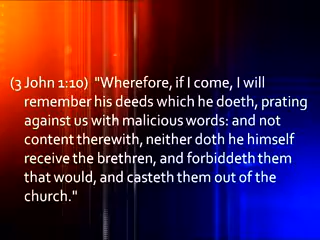 (3 John 1:10)  "Wherefore, if I come, I will
remember his deeds which he doeth, prating
against us with malicious words: and not
content therewith, neither doth he himself
receive the brethren, and forbiddeth them
that would, and casteth them out of the
church."